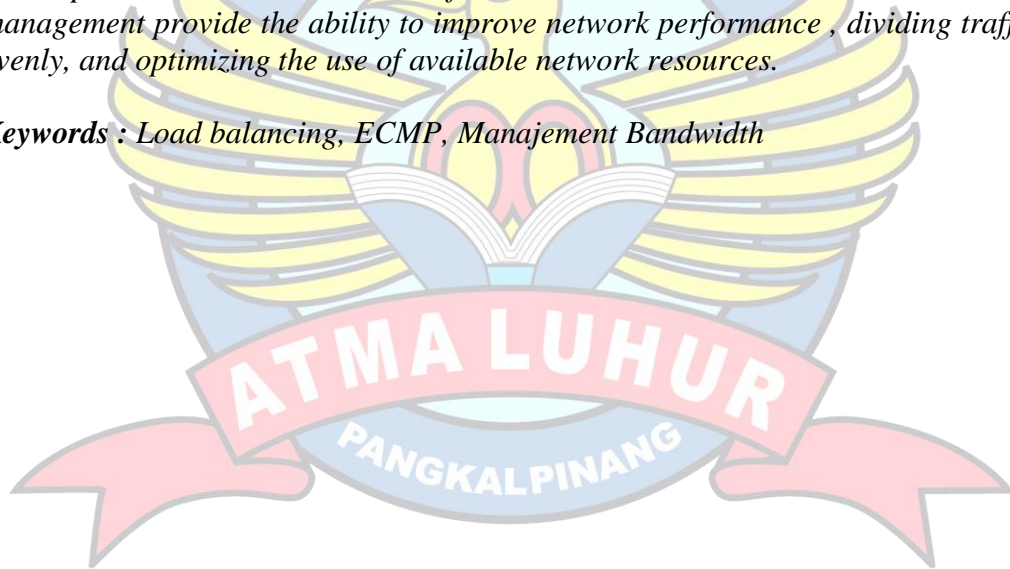 management provide the ability to improve network performance , dividing traff
venly, and optimizing the use of available network resources.
Keywords : Load balancing, ECMP, Manajement Bandwidth
ATMA LUHUR
PANGKALPINANG